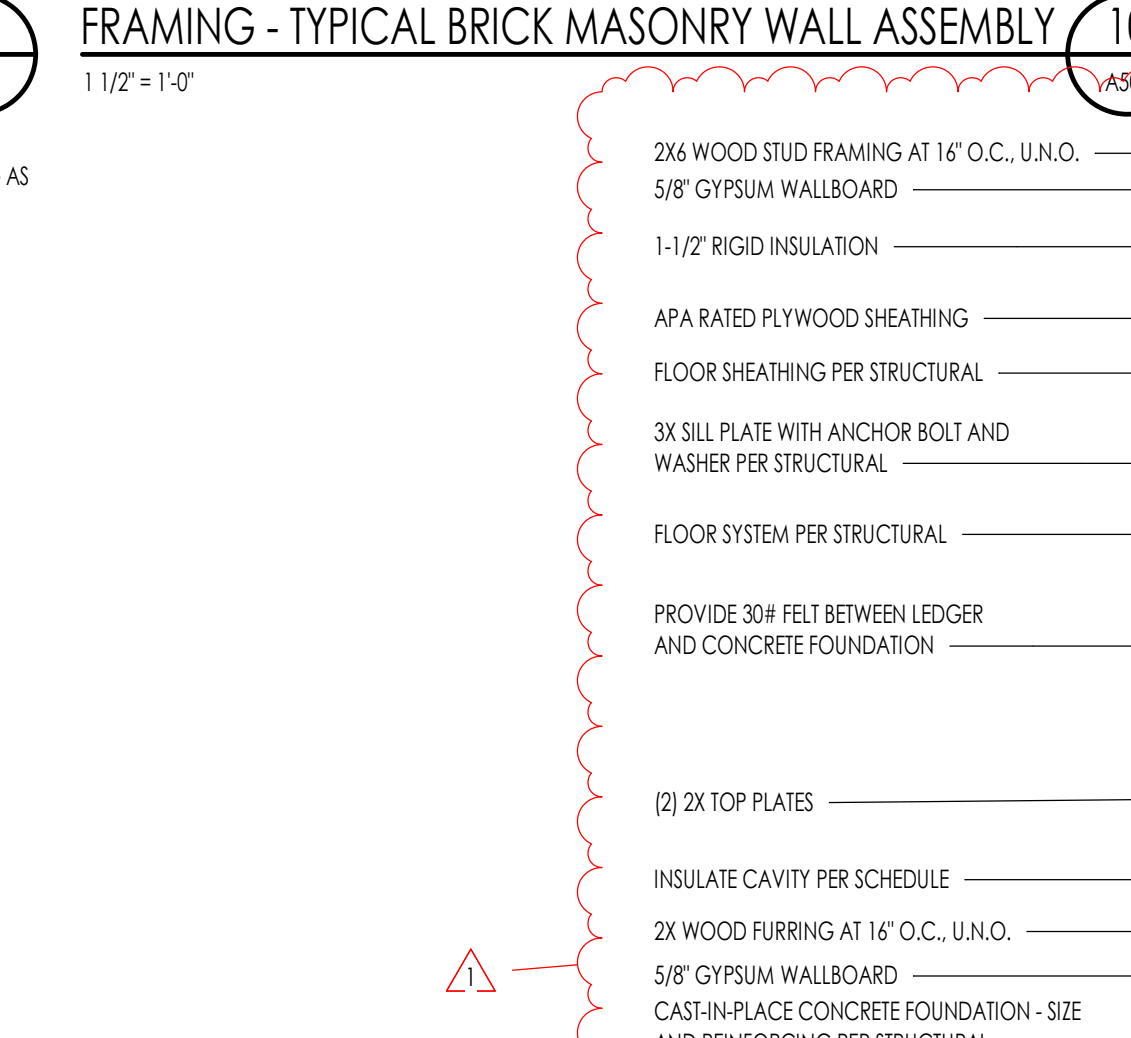 FRAMING - TYPICAL BRICK MASONRY WALL ASSEMBLY
1 1/2" = 1'-0"
AS
2X6 WOOD STUD FRAMING AT 16" O.C., U.N.O.
5/8" GYPSUM WALLBOARD
1-1/2" RIGID INSULATION
APA RATED PLYWOOD SHEATHING
FLOOR SHEATHING PER STRUCTURAL
3X SILL PLATE WITH ANCHOR BOLT AND
WASHER PER STRUCTURAL
FLOOR SYSTEM PER STRUCTURAL
PROVIDE 30# FELT BETWEEN LEDGER
AND CONCRETE FOUNDATION
(2) 2X TOP PLATES
INSULATE CAVITY PER SCHEDULE
2X WOOD FURRING AT 16" O.C., U.N.O.
1
5/8" GYPSUM WALLBOARD
CAST-IN-PLACE CONCRETE FOUNDATION - SIZE
AND REINFORCING PER STRUCTURAL